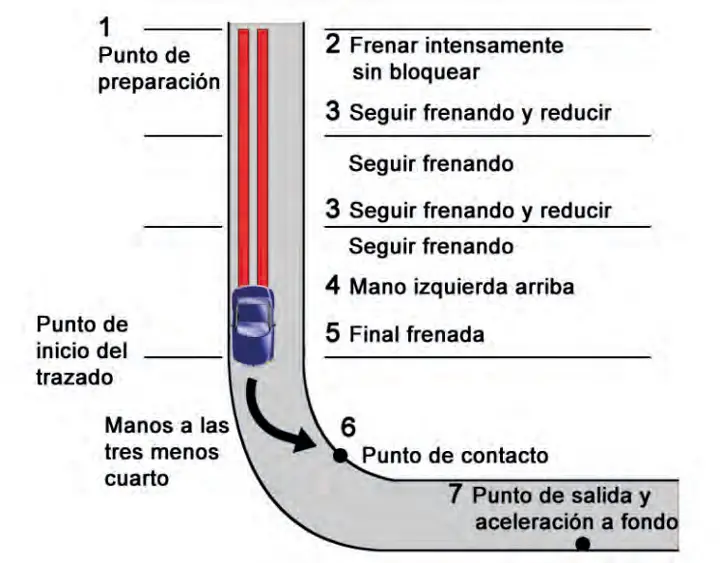 1
Punto de
preparación
2 Frenar intensamente
sin bloquear
3 Seguir frenando y reducir
Seguir frenando
3 Seguir frenando y reducir
Seguir frenando
4 Mano izquierda arriba
5 Final frenada
Punto de
inicio del
trazado
Manos a las
tres menos
cuarto
6
Punto de contacto
7 Punto de salida y
aceleración a fondo